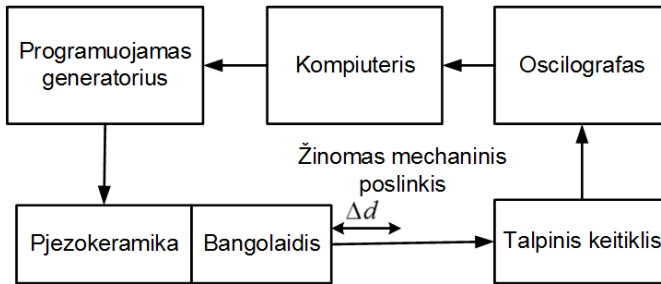 Programuojamas
generatorius
Kompiuteris
Oscilografas
Žinomas mechaninis
poslinkis
Δd
Pjezokeramika
Bangolaidis
Talpinis keitiklis